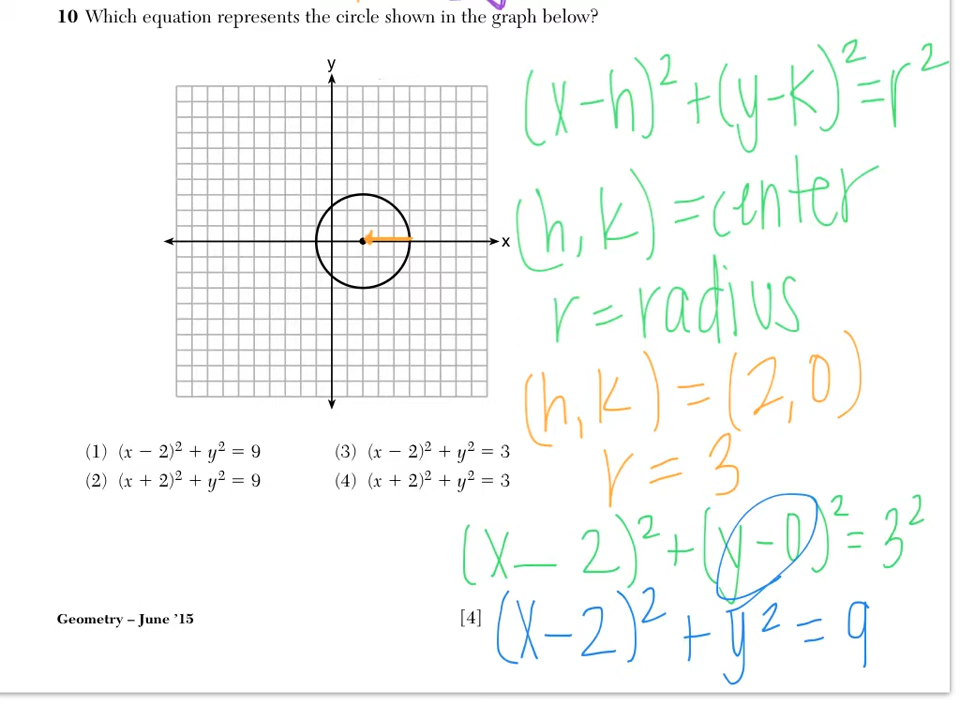 10 Which equation represents the circle shown in the graph below?
y
x
(x-h)²+(y-k)²=r²
(h,k)=center
r=radius
(h,k)=(2,0)
r=3
(1) (x − 2)² + y² = 9
(3) (x − 2)² + y² = 3
(2) (x + 2)² + y² = 9
(4) (x + 2)² + y² = 3
(x-2)²+(y-0)²=3²
Geometry – June ’15
[4]
(x-2)²+y²=9